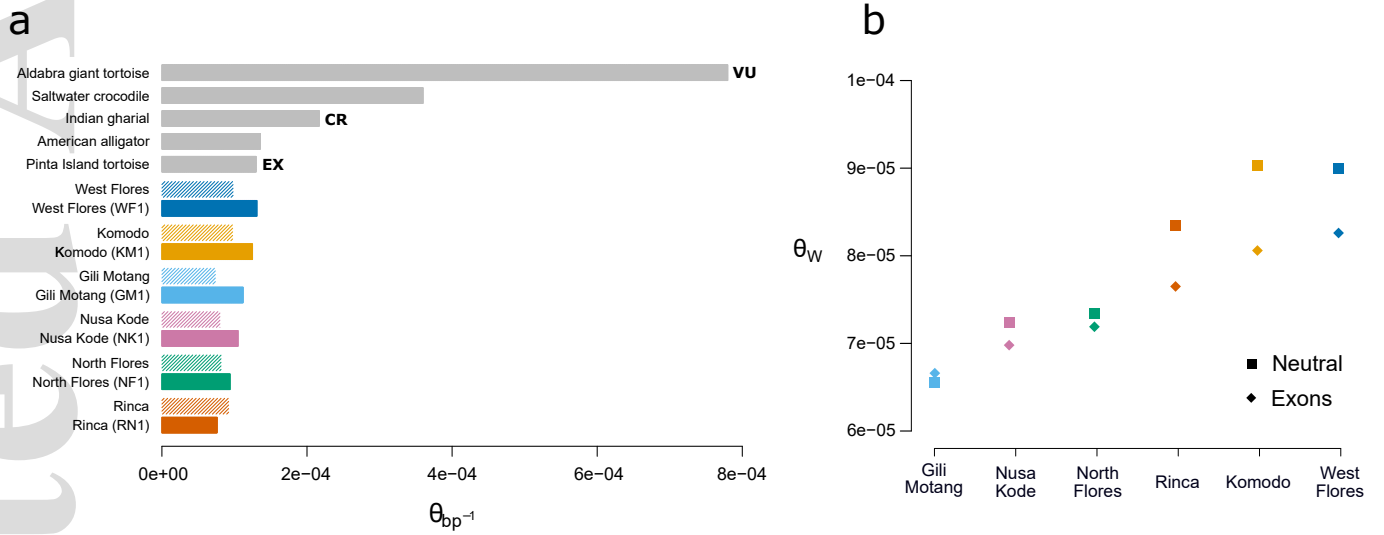 a
Aldabra giant tortoise
VU
Saltwater crocodile
Indian gharial
CR
American alligator
Pinta Island tortoise
EX
West Flores
West Flores (WF1)
Komodo
Komodo (KM1)
Gili Motang
Gili Motang (GM1)
Nusa Kode
Nusa Kode (NK1)
North Flores
North Flores (NF1)
Rinca
Rinca (RN1)
0e+00 2e−04 4e−04 6e−04 8e−04
θbp⁻¹
b
1e−04
9e−05
8e−05
7e−05
6e−05
θW
Neutral
Exons
Gili
Motang
Nusa
Kode
North
Flores
Rinca
Komodo
West
Flores